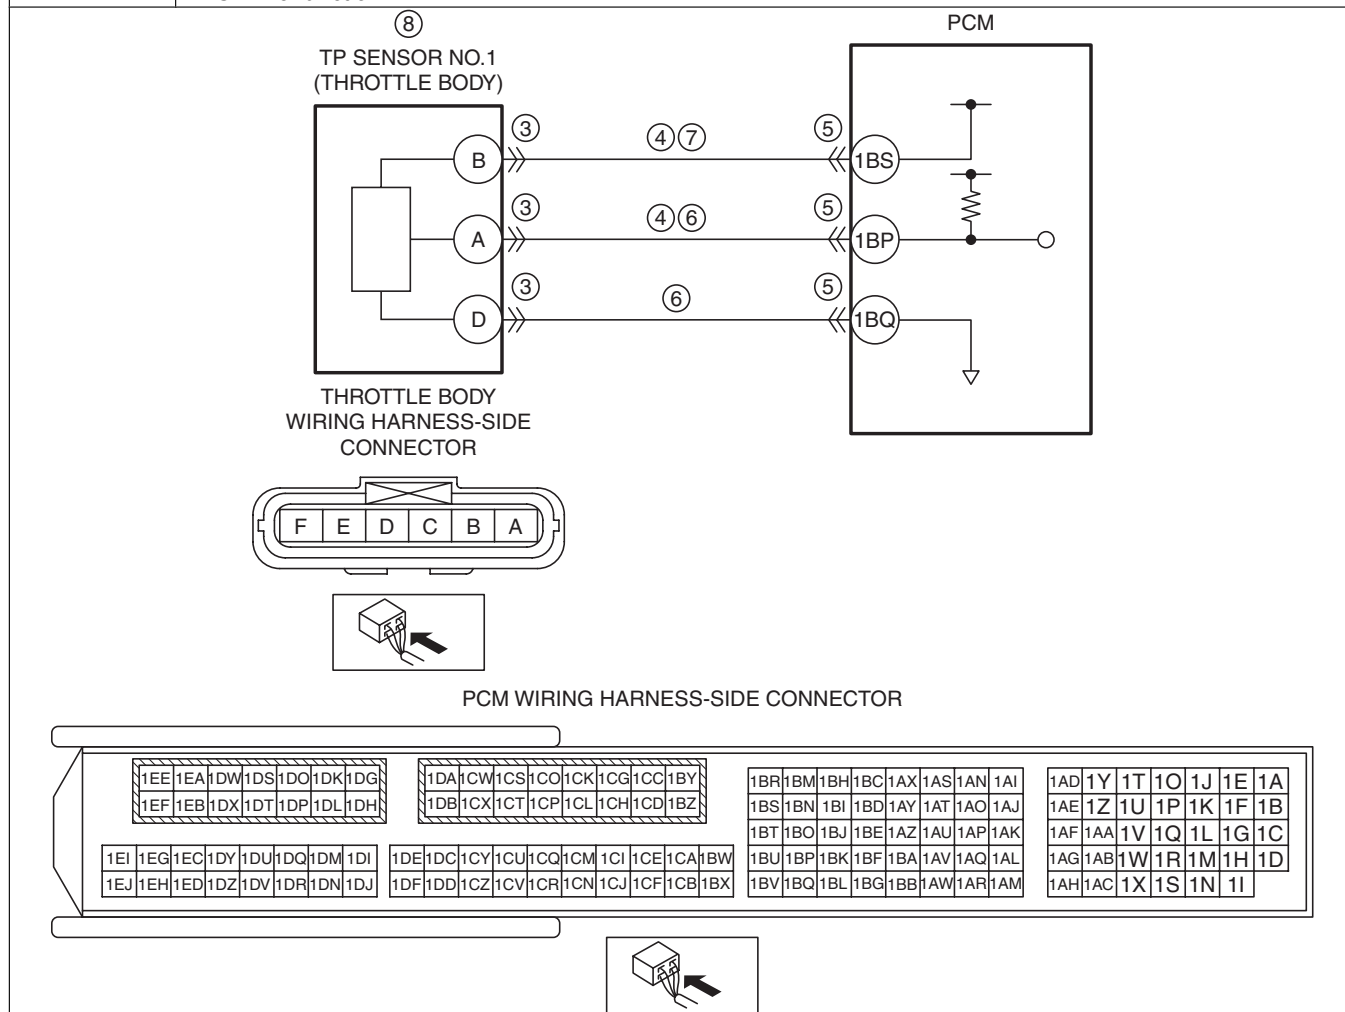 8
PCM
TP SENSOR NO.1
(THROTTLE BODY)
B 3 4 7 5 1BS
A 3 4 6 5 1BP
D 3 6 5 1BQ
THROTTLE BODY
WIRING HARNESS-SIDE
CONNECTOR
F E D C B A
PCM WIRING HARNESS-SIDE CONNECTOR
1EE 1EA 1DW 1DS 1DO 1DK 1DG 1DA 1CW 1CS 1CO 1CK 1CG 1CC 1BY 1BR 1BM 1BH 1BC 1AX 1AS 1AN 1AI 1AD 1Y 1T 1O 1J 1E 1A
1EF 1EB 1DX 1DT 1DP 1DL 1DH 1DB 1CX 1CT 1CP 1CL 1CH 1CD 1BZ 1BS 1BN 1BI 1BD 1AY 1AT 1AO 1AJ 1AE 1Z 1U 1P 1K 1F 1B
1BT 1BO 1BJ 1BE 1AZ 1AU 1AP 1AK 1AF 1AA 1V 1Q 1L 1G 1C
1EI 1EG 1EC 1DY 1DU 1DQ 1DM 1DI 1DE 1DC 1CY 1CU 1CQ 1CM 1CI 1CE 1CA 1BW 1BU 1BP 1BK 1BF 1BA 1AV 1AQ 1AL 1AG 1AB 1W 1R 1M 1H 1D
1EJ 1EH 1ED 1DZ 1DV 1DR 1DN 1DJ 1DF 1DD 1CZ 1CV 1CR 1CN 1CJ 1CF 1CB 1BX 1BV 1BQ 1BL 1BG 1BB 1AW 1AR 1AM 1AH 1AC 1X 1S 1N 1I